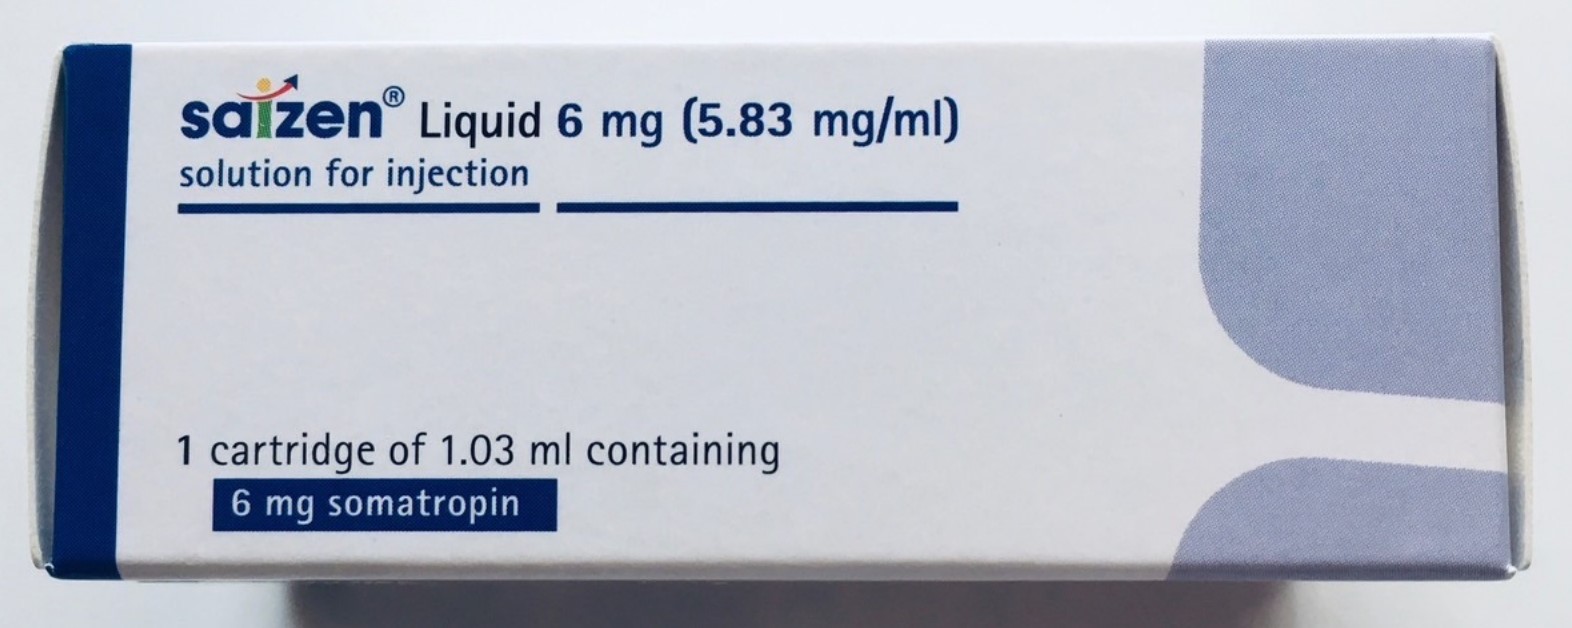 saizen® Liquid 6 mg (5.83 mg/ml)
solution for injection
1 cartridge of 1.03 ml containing
6 mg somatropin